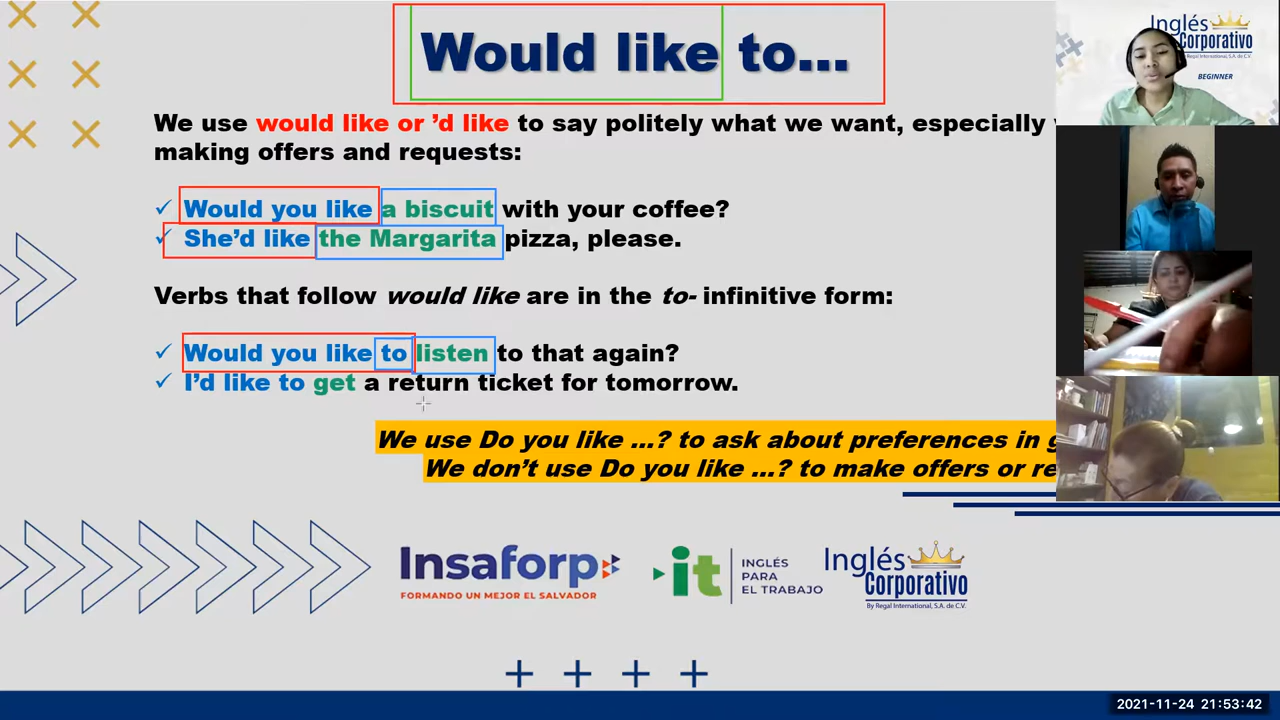 Would like to...
We use would like or ’d like to say politely what we want, especially
making offers and requests:
✓ Would you like a biscuit with your coffee?
✓ She’d like the Margarita pizza, please.
Verbs that follow would like are in the to- infinitive form:
✓ Would you like to listen to that again?
✓ I’d like to get a return ticket for tomorrow.
We use Do you like ...? to ask about preferences in
We don’t use Do you like ...? to make offers or
Insaforp
FORMANDO UN MEJOR EL SALVADOR
it
INGLÉS
PARA
EL TRABAJO
Inglés
Corporativo
By Regal International, S.A. de C.V.
Inglés
Corporativo
by Regal International, S.A. de C.V.
BEGINNER
2021-11-24 21:53:42